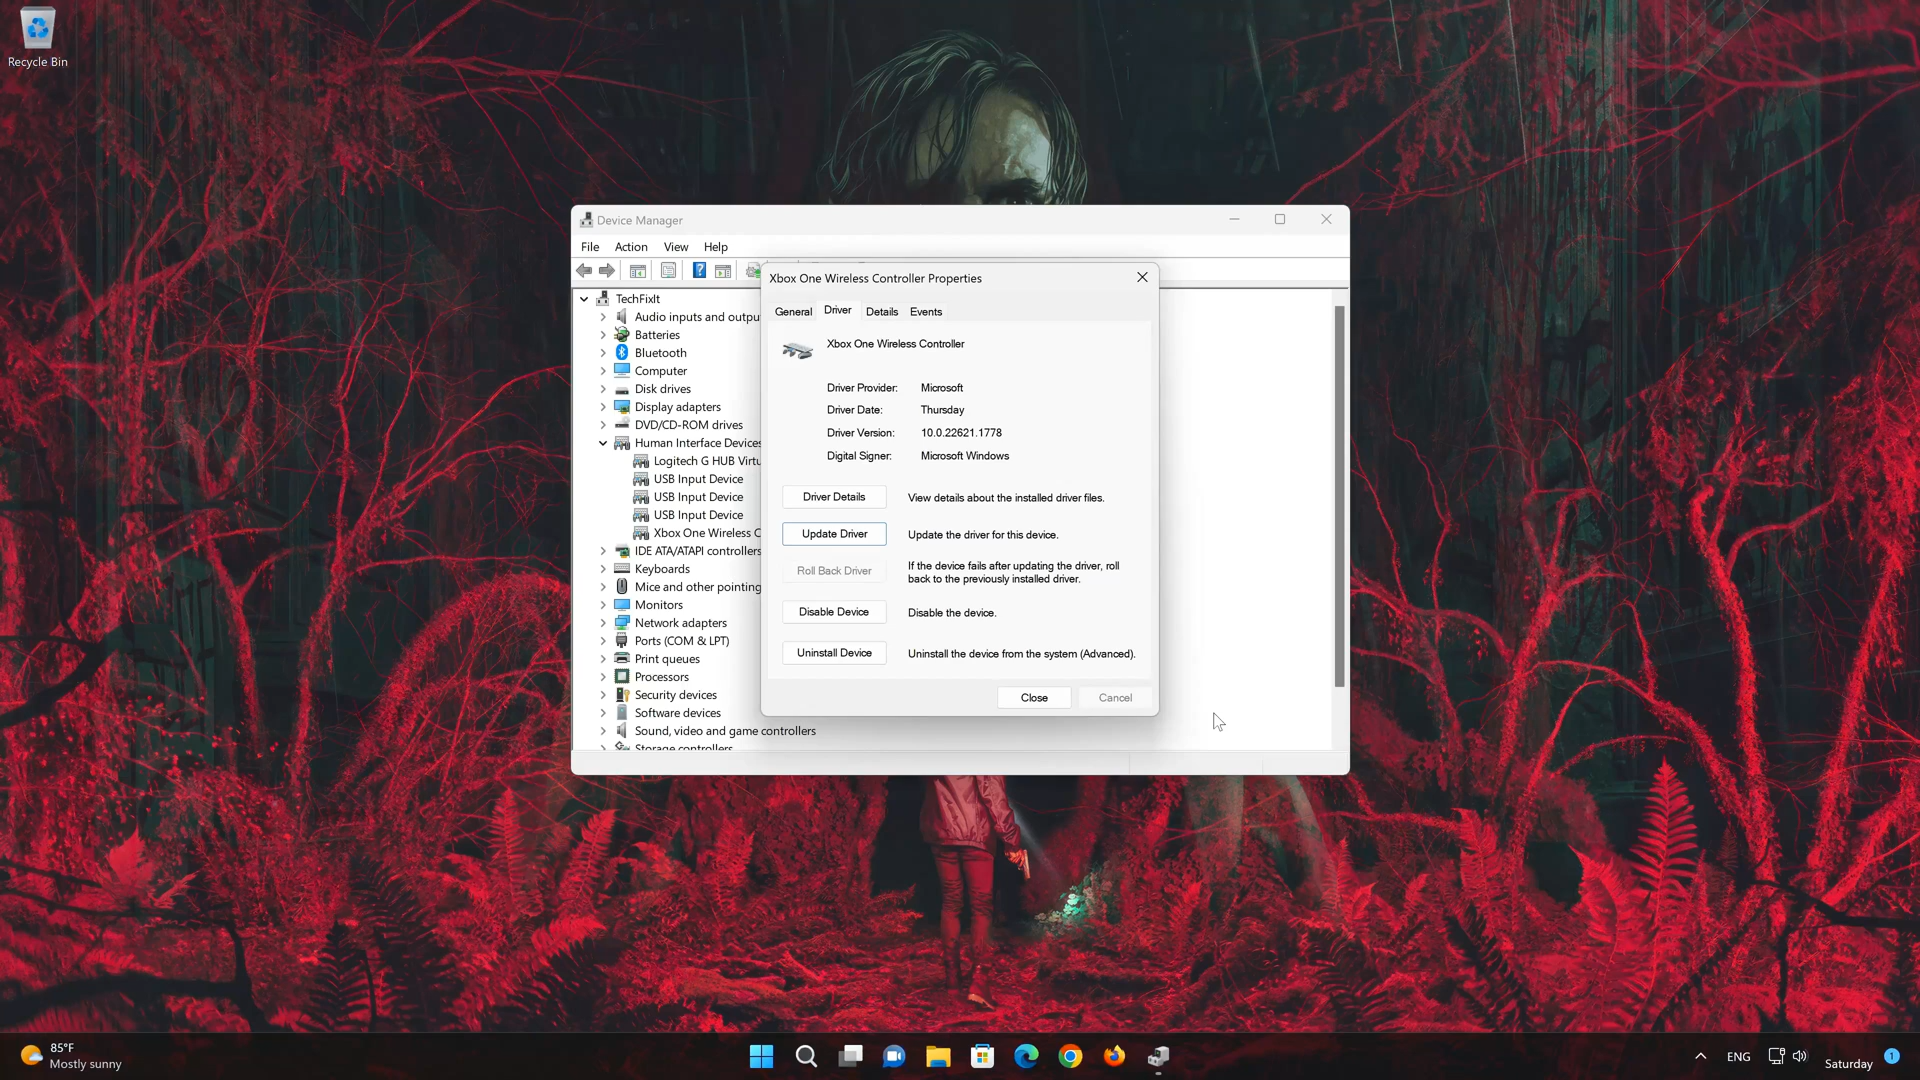 Recycle Bin
Device Manager
File Action View Help
TechFixIt
Audio inputs and outpu
Batteries
Bluetooth
Computer
Disk drives
Display adapters
DVD/CD-ROM drives
Human Interface Devices
Logitech G HUB Virtu
USB Input Device
USB Input Device
USB Input Device
Xbox One Wireless C
IDE ATA/ATAPI controllers
Keyboards
Mice and other pointing
Monitors
Network adapters
Ports (COM & LPT)
Print queues
Processors
Security devices
Software devices
Sound, video and game controllers
Storage controllers
Xbox One Wireless Controller Properties
General Driver Details Events
Xbox One Wireless Controller
Driver Provider: Microsoft
Driver Date: Thursday
Driver Version: 10.0.22621.1778
Digital Signer: Microsoft Windows
Driver Details View details about the installed driver files.
Update Driver Update the driver for this device.
Roll Back Driver If the device fails after updating the driver, roll
back to the previously installed driver.
Disable Device Disable the device.
Uninstall Device Uninstall the device from the system (Advanced).
Close Cancel
85°F
Mostly sunny
ENG
Saturday
1